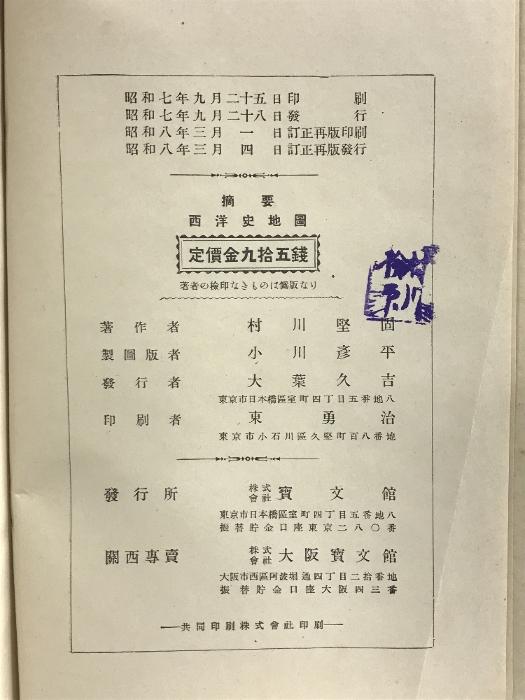 昭和七年九月二十五日印刷
昭和七年九月二十八日發行
昭和八年三月一日訂正再版印刷
昭和八年三月四日訂正再版發行
摘要
西洋史地圖
定價金九拾五錢
著者の檢印なきものは贋版なり
著作者 村川堅固
製圖版者 小川彥平
發行者 大葉久吉
東京市日本橋區室町四丁目五番地八
印刷者 東勇治
東京市小石川區久堅町百八番地
發行所 株式會社 寶文館
東京市日本橋區室町四丁目五番地八
振替貯金口座東京二八〇番
關西專賣 株式會社 大阪寶文館
大阪市西區阿波堀通四丁目二拾番地
振替貯金口座大阪四三番
共同印刷株式會社印刷